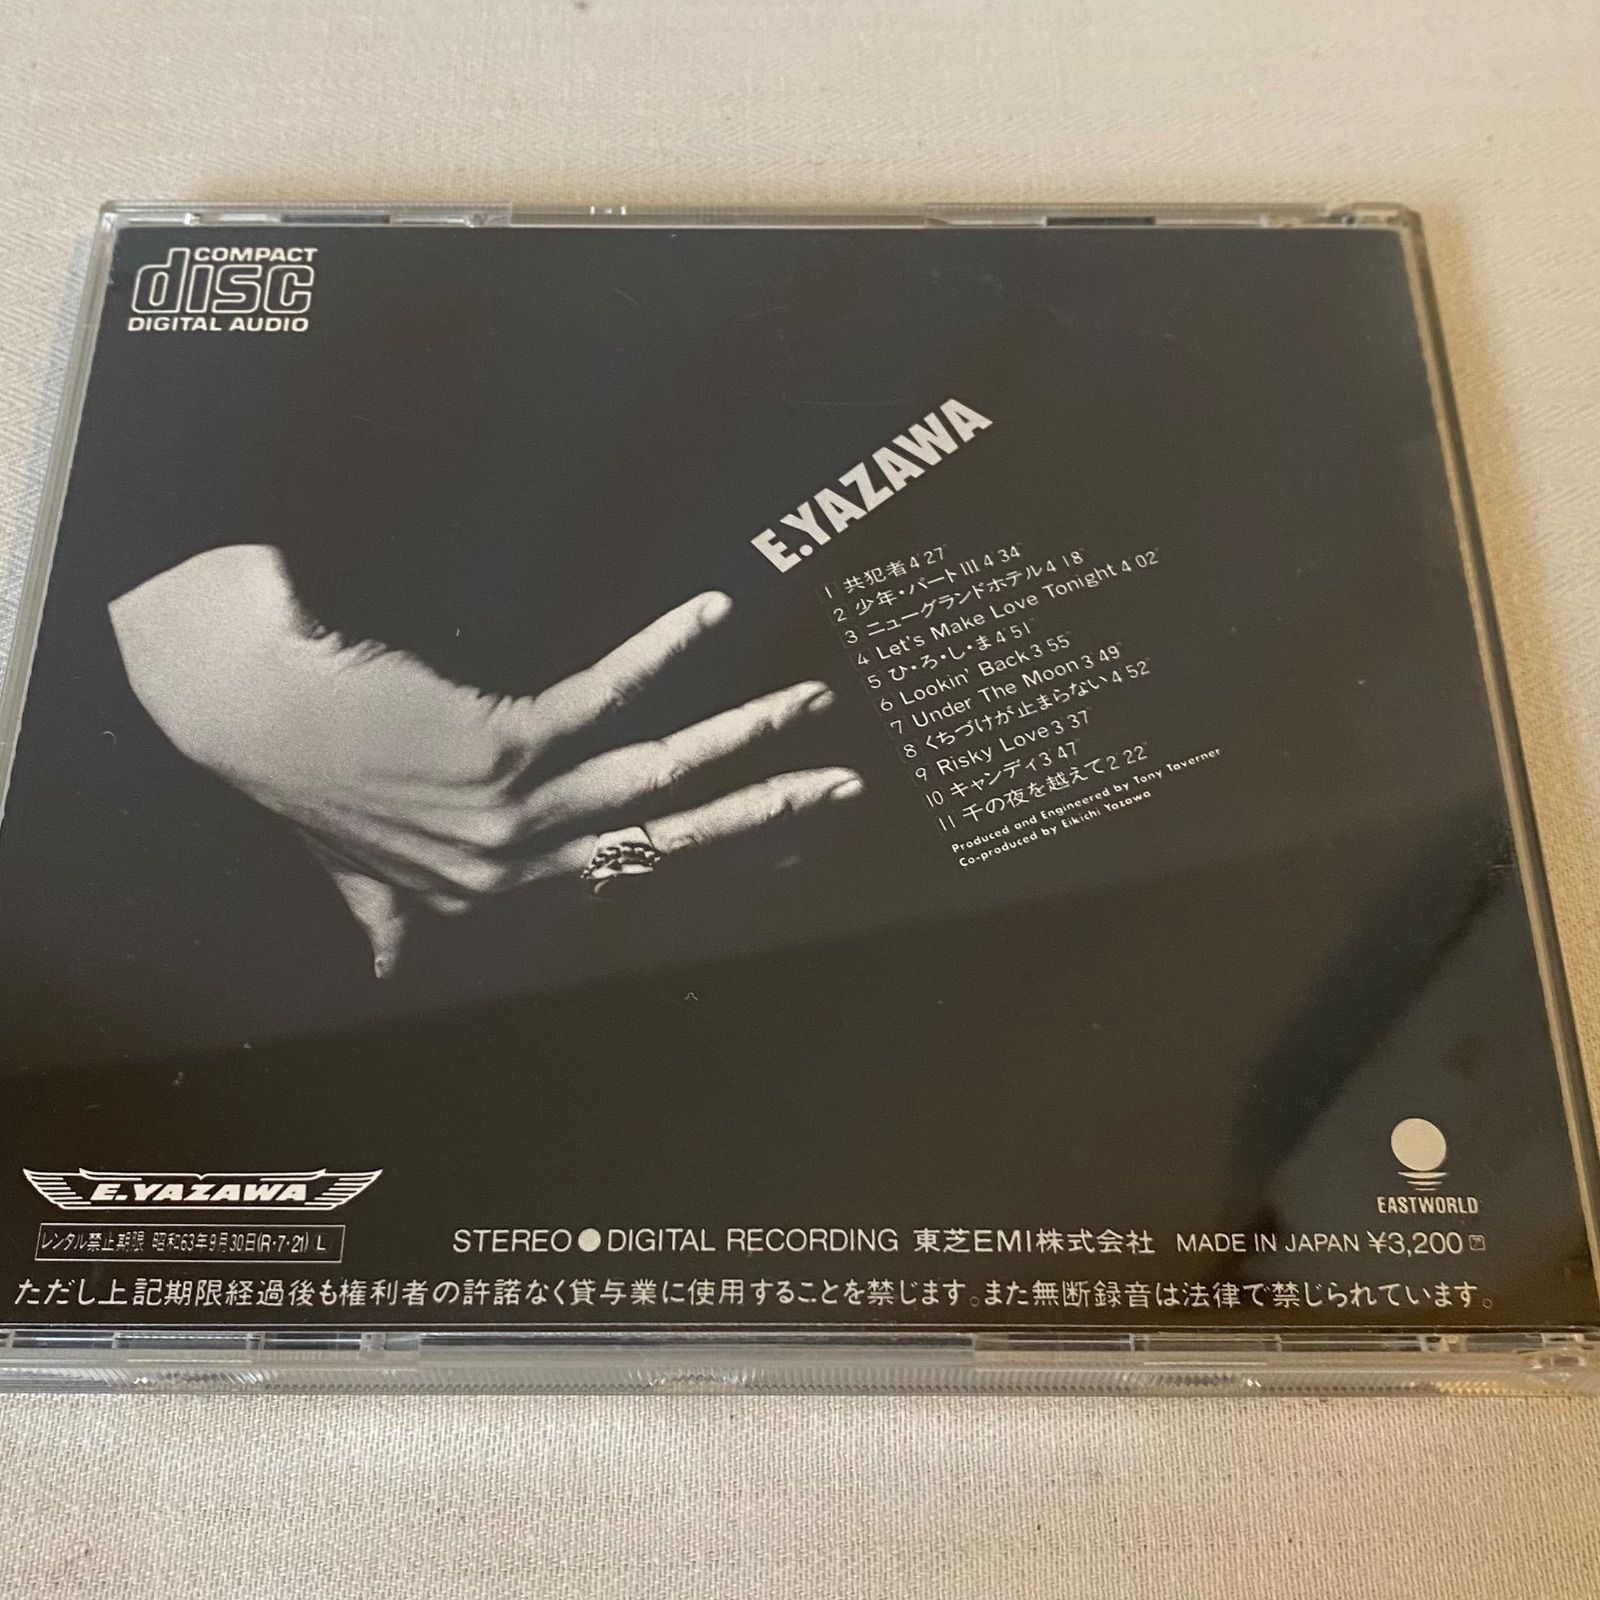 COMPACT
disc
DIGITAL AUDIO
E.YAZAWA
1 共犯者 4'27"
2 少年・パートIII 4'34"
3 ニューグランドホテル 4'18"
4 Let's Make Love Tonight 4'02"
5 ひ・ろ・し・ま 4'51"
6 Lookin' Back 3'55"
7 Under The Moon 3'49"
8 くちづけが止まらない 4'52"
9 Risky Love 3'37"
10 キャンディ 3'47"
11 千の夜を越えて 2'22"
Produced and Engineered by Tony Taverner
Co-produced by Eikichi Yazawa
E.YAZAWA
EASTWORLD
レンタル禁止期限 昭和63年9月30日(R・7・21) L
STEREO●DIGITAL RECORDING 東芝EMI株式会社 MADE IN JAPAN ¥3,200
ただし上記期限経過後も権利者の許諾なく貸与業に使用することを禁じます。また無断録音は法律で禁じられています。